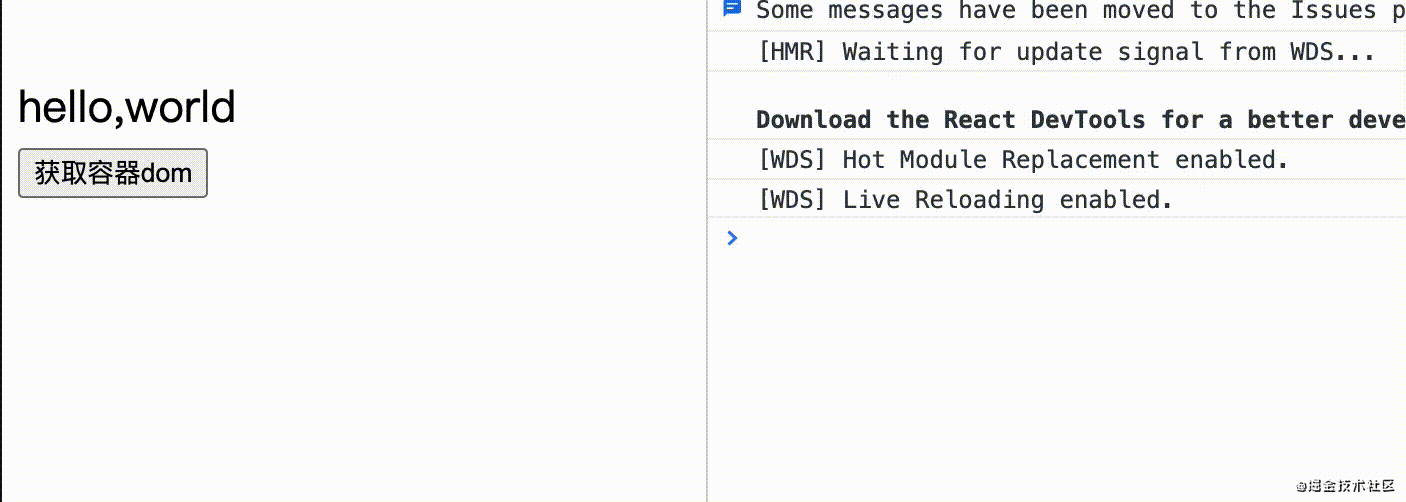 hello,world
获取容器dom
Some messages have been moved to the Issues p
[HMR] Waiting for update signal from WDS...
Download the React DevTools for a better deve
[WDS] Hot Module Replacement enabled.
[WDS] Live Reloading enabled.
>
@掘金技术社区